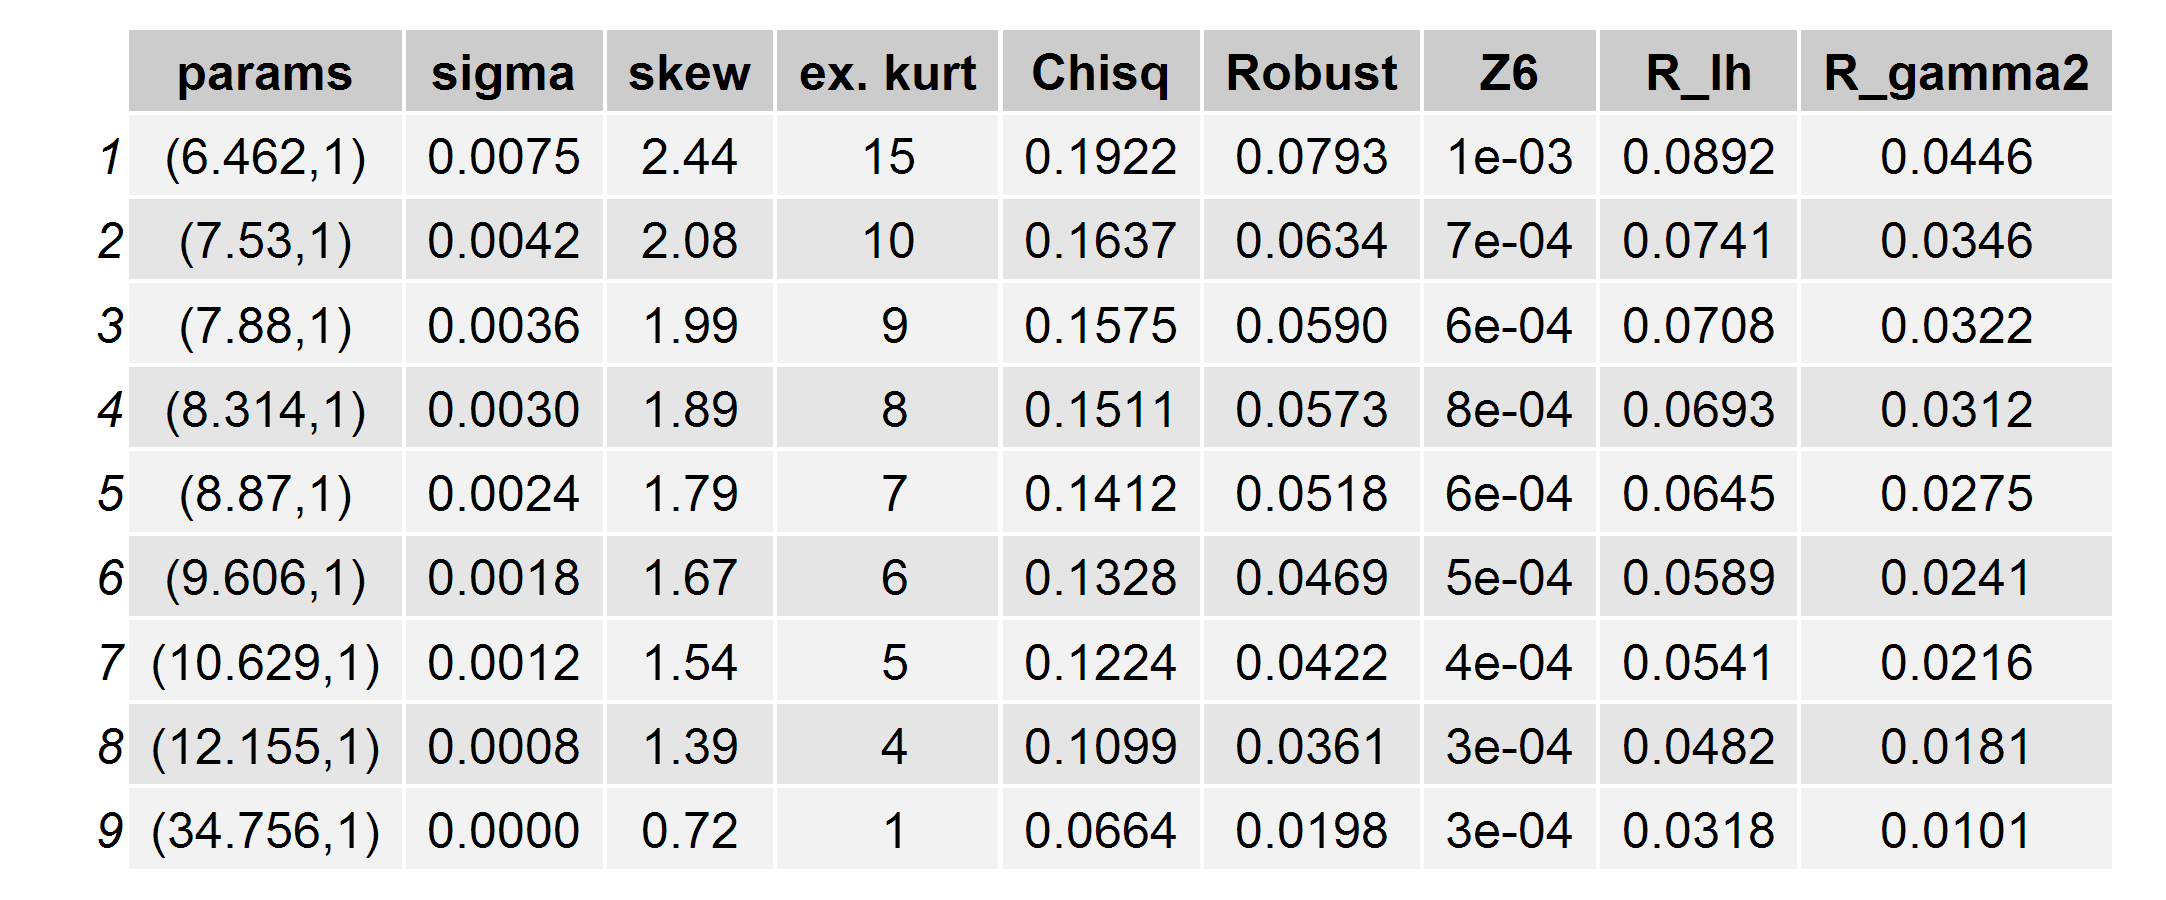 params sigma skew ex. kurt Chisq Robust Z6 R_lh R_gamma2
1 (6.462,1) 0.0075 2.44 15 0.1922 0.0793 1e-03 0.0892 0.0446
2 (7.53,1) 0.0042 2.08 10 0.1637 0.0634 7e-04 0.0741 0.0346
3 (7.88,1) 0.0036 1.99 9 0.1575 0.0590 6e-04 0.0708 0.0322
4 (8.314,1) 0.0030 1.89 8 0.1511 0.0573 8e-04 0.0693 0.0312
5 (8.87,1) 0.0024 1.79 7 0.1412 0.0518 6e-04 0.0645 0.0275
6 (9.606,1) 0.0018 1.67 6 0.1328 0.0469 5e-04 0.0589 0.0241
7 (10.629,1) 0.0012 1.54 5 0.1224 0.0422 4e-04 0.0541 0.0216
8 (12.155,1) 0.0008 1.39 4 0.1099 0.0361 3e-04 0.0482 0.0181
9 (34.756,1) 0.0000 0.72 1 0.0664 0.0198 3e-04 0.0318 0.0101